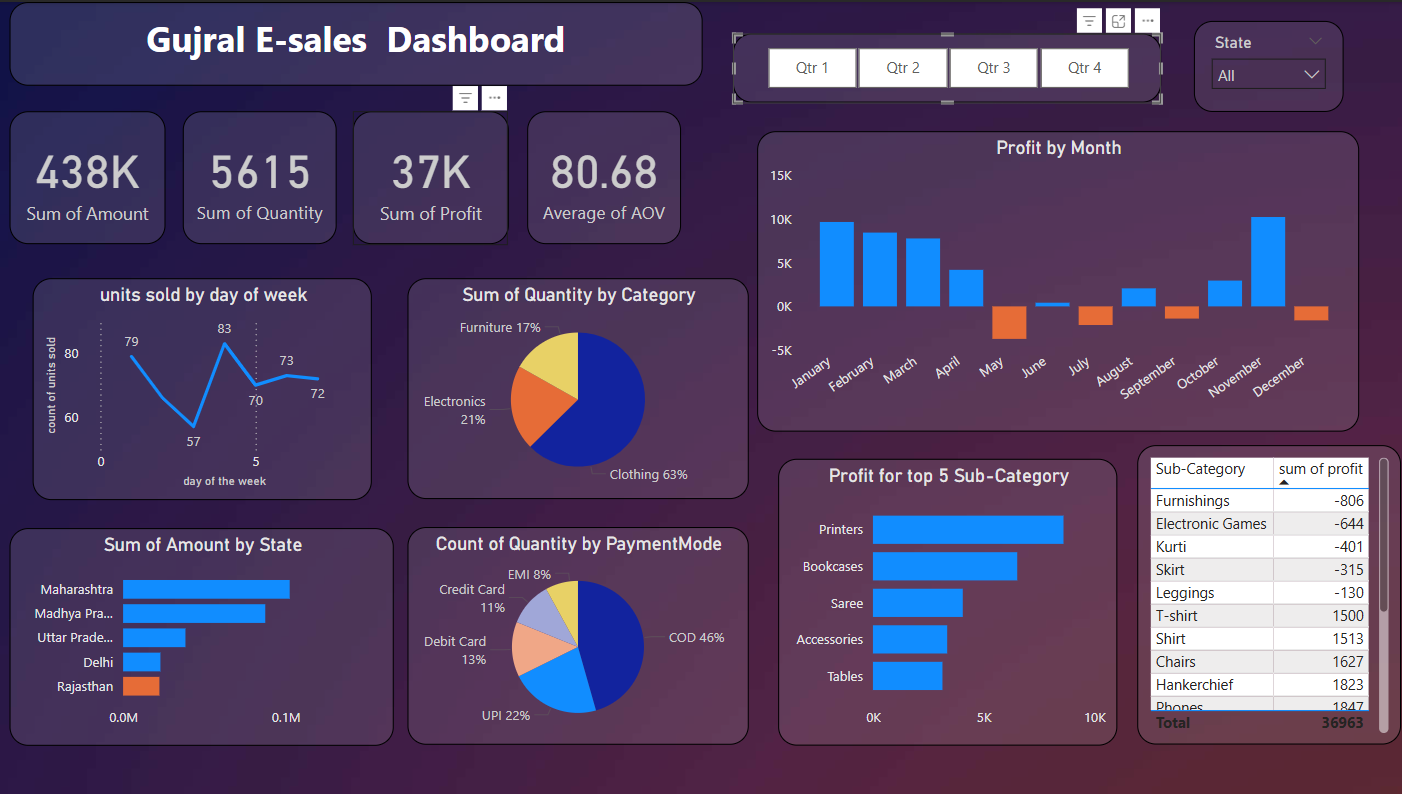 Gujral E-sales  Dashboard
Qtr 1
Qtr 2
Qtr 3
Qtr 4
State
All
438K
Sum of Amount
5615
Sum of Quantity
37K
Sum of Profit
80.68
Average of AOV
Profit by Month
15K
10K
5K
0K
-5K
January
February
March
April
May
June
July
August
September
October
November
December
units sold by day of week
count of units sold
80
60
79
57
83
70
73
72
0
5
day of the week
Sum of Quantity by Category
Furniture 17%
Electronics
21%
Clothing 63%
Sum of Amount by State
Maharashtra
Madhya Pra...
Uttar Prade...
Delhi
Rajasthan
0.0M
0.1M
Count of Quantity by PaymentMode
EMI 8%
Credit Card
11%
Debit Card
13%
UPI 22%
COD 46%
Profit for top 5 Sub-Category
Printers
Bookcases
Saree
Accessories
Tables
0K
5K
10K
Sub-Category sum of profit
Furnishings -806
Electronic Games -644
Kurti -401
Skirt -315
Leggings -130
T-shirt 1500
Shirt 1513
Chairs 1627
Hankerchief 1823
Phones 1847
Total 36963